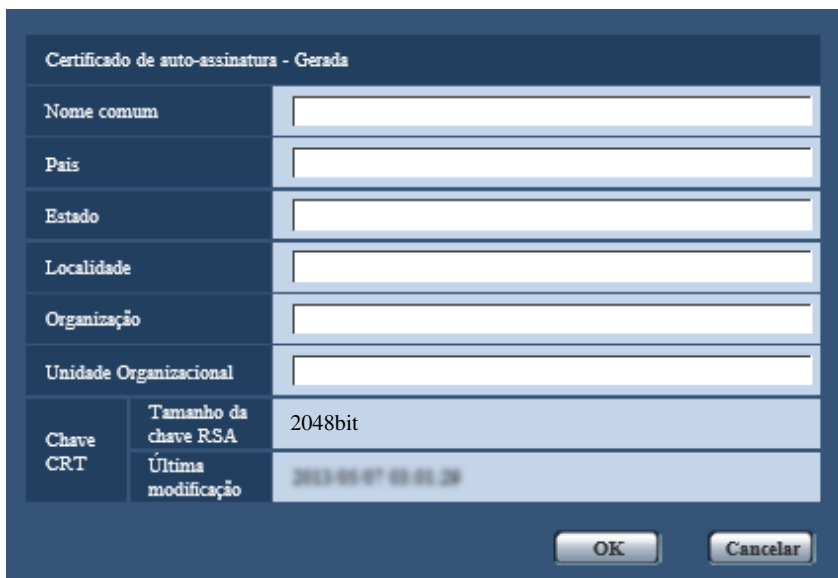 Certificado de auto-assinatura - Gerada
Nome comum
Pais
Estado
Localidade
Organização
Unidade Organizacional
Chave CRT
Tamanho da chave RSA
2048bit
Última modificação
OK
Cancelar